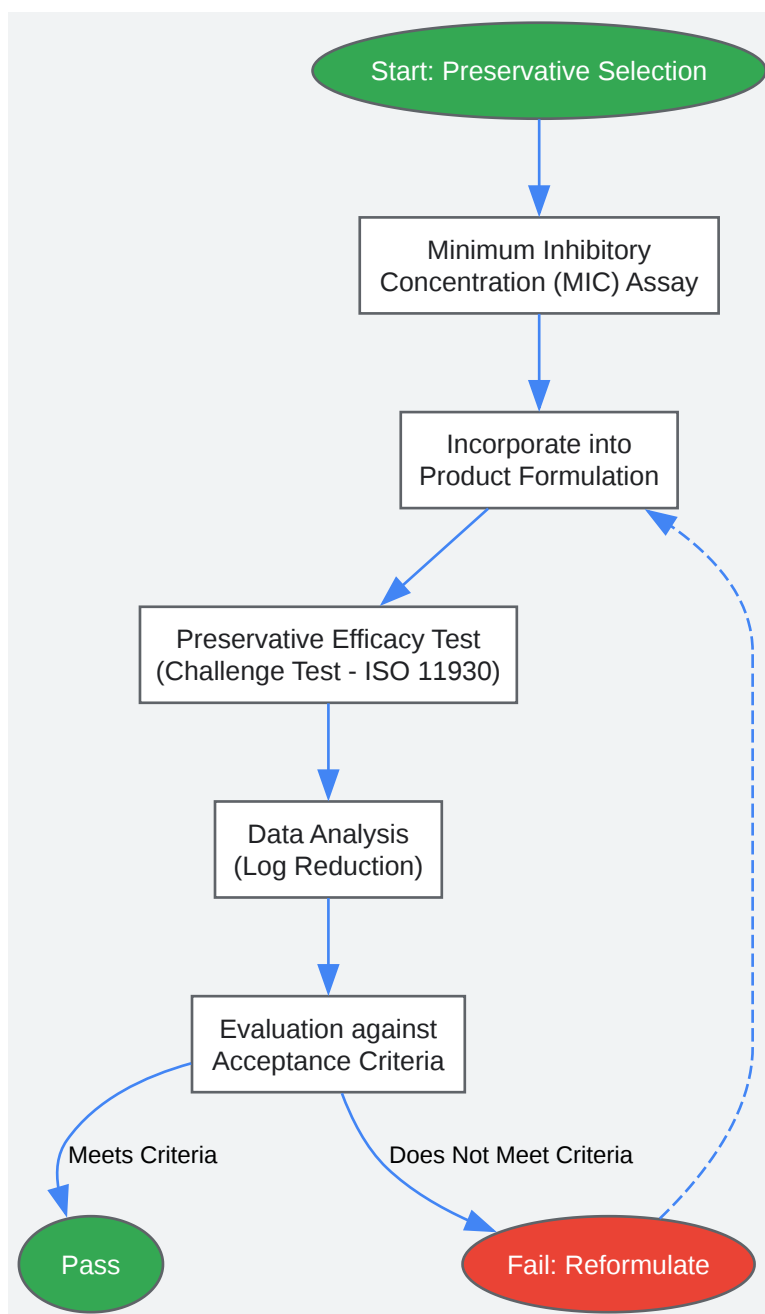 Start: Preservative Selection
Minimum Inhibitory
Concentration (MIC) Assay
Incorporate into
Product Formulation
Preservative Efficacy Test
(Challenge Test - ISO 11930)
Data Analysis
(Log Reduction)
Evaluation against
Acceptance Criteria
Meets Criteria
Does Not Meet Criteria
Pass
Fail: Reformulate